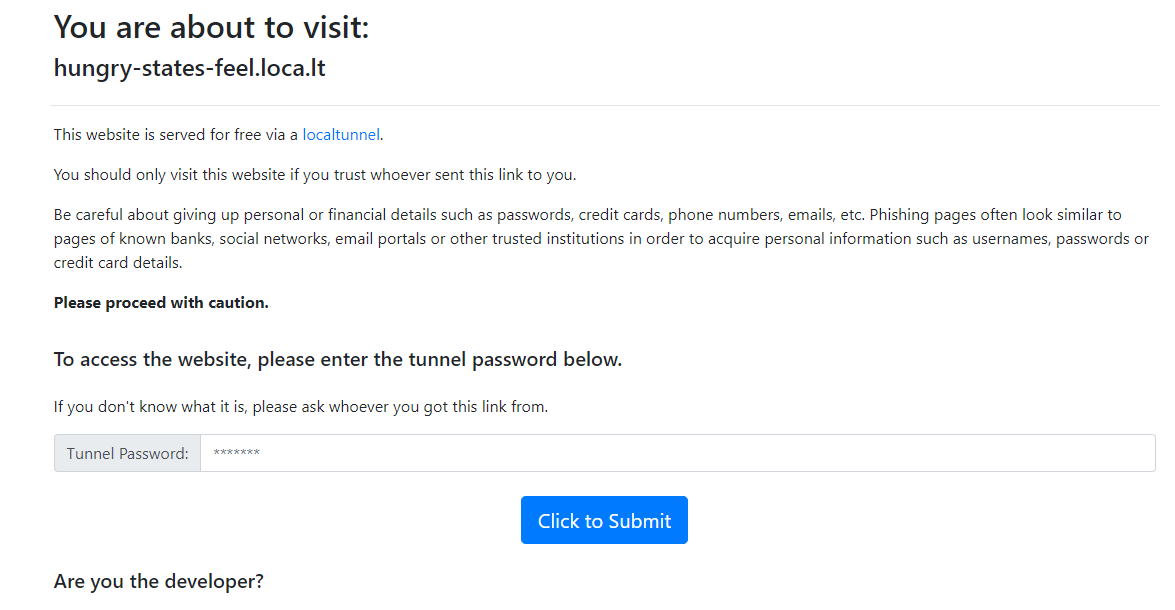 You are about to visit:
hungry-states-feel.loca.lt
This website is served for free via a localtunnel.
You should only visit this website if you trust whoever sent this link to you.
Be careful about giving up personal or financial details such as passwords, credit cards, phone numbers, emails, etc. Phishing pages often look similar to
pages of known banks, social networks, email portals or other trusted institutions in order to acquire personal information such as usernames, passwords or
credit card details.
Please proceed with caution.
To access the website, please enter the tunnel password below.
If you don't know what it is, please ask whoever you got this link from.
Tunnel Password: *******
Click to Submit
Are you the developer?